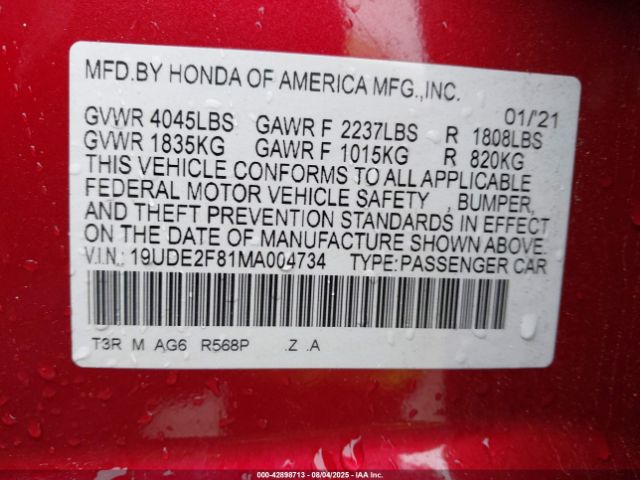 MFD.BY HONDA OF AMERICA MFG.,INC.
01/'21
GVWR 4045LBS GAWR F 2237LBS R 1808LBS
GVWR 1835KG GAWR F 1015KG R 820KG
THIS VEHICLE CONFORMS TO ALL APPLICABLE
FEDERAL MOTOR VEHICLE SAFETY , BUMPER,
AND THEFT PREVENTION STANDARDS IN EFFECT
ON THE DATE OF MANUFACTURE SHOWN ABOVE.
V.I.N.: 19UDE2F81MA004734 TYPE:PASSENGER CAR
T3R M AG6 R568P .Z .A
000-42898713 — 08/04/2025 — IAA Inc.